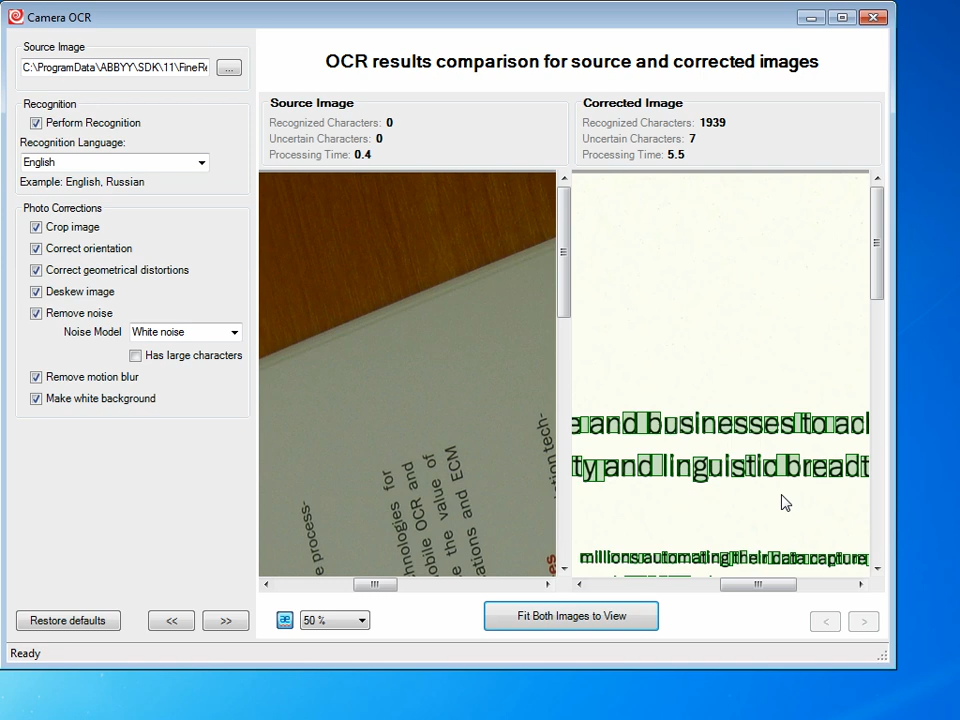 Camera OCR
Source Image
C:\ProgramData\ABBYY\SDK\11\FineRe
...
Recognition
Perform Recognition
Recognition Language:
English
Example: English, Russian
Photo Corrections
Crop image
Correct orientation
Correct geometrical distortions
Deskew image
Remove noise
Noise Model White noise
Has large characters
Remove motion blur
Make white background
Restore defaults << >>
Ready
OCR results comparison for source and corrected images
Source Image
Recognized Characters: 0
Uncertain Characters: 0
Processing Time: 0.4
Corrected Image
Recognized Characters: 1939
Uncertain Characters: 7
Processing Time: 5.5
e process-
hnologies for
obile OCR and
e the value of
ations and ECM
tion tech-
es
e and businesses to ac
ty and linguistic breadt
millions automating their data capture
æ 50 % Fit Both Images to View < >